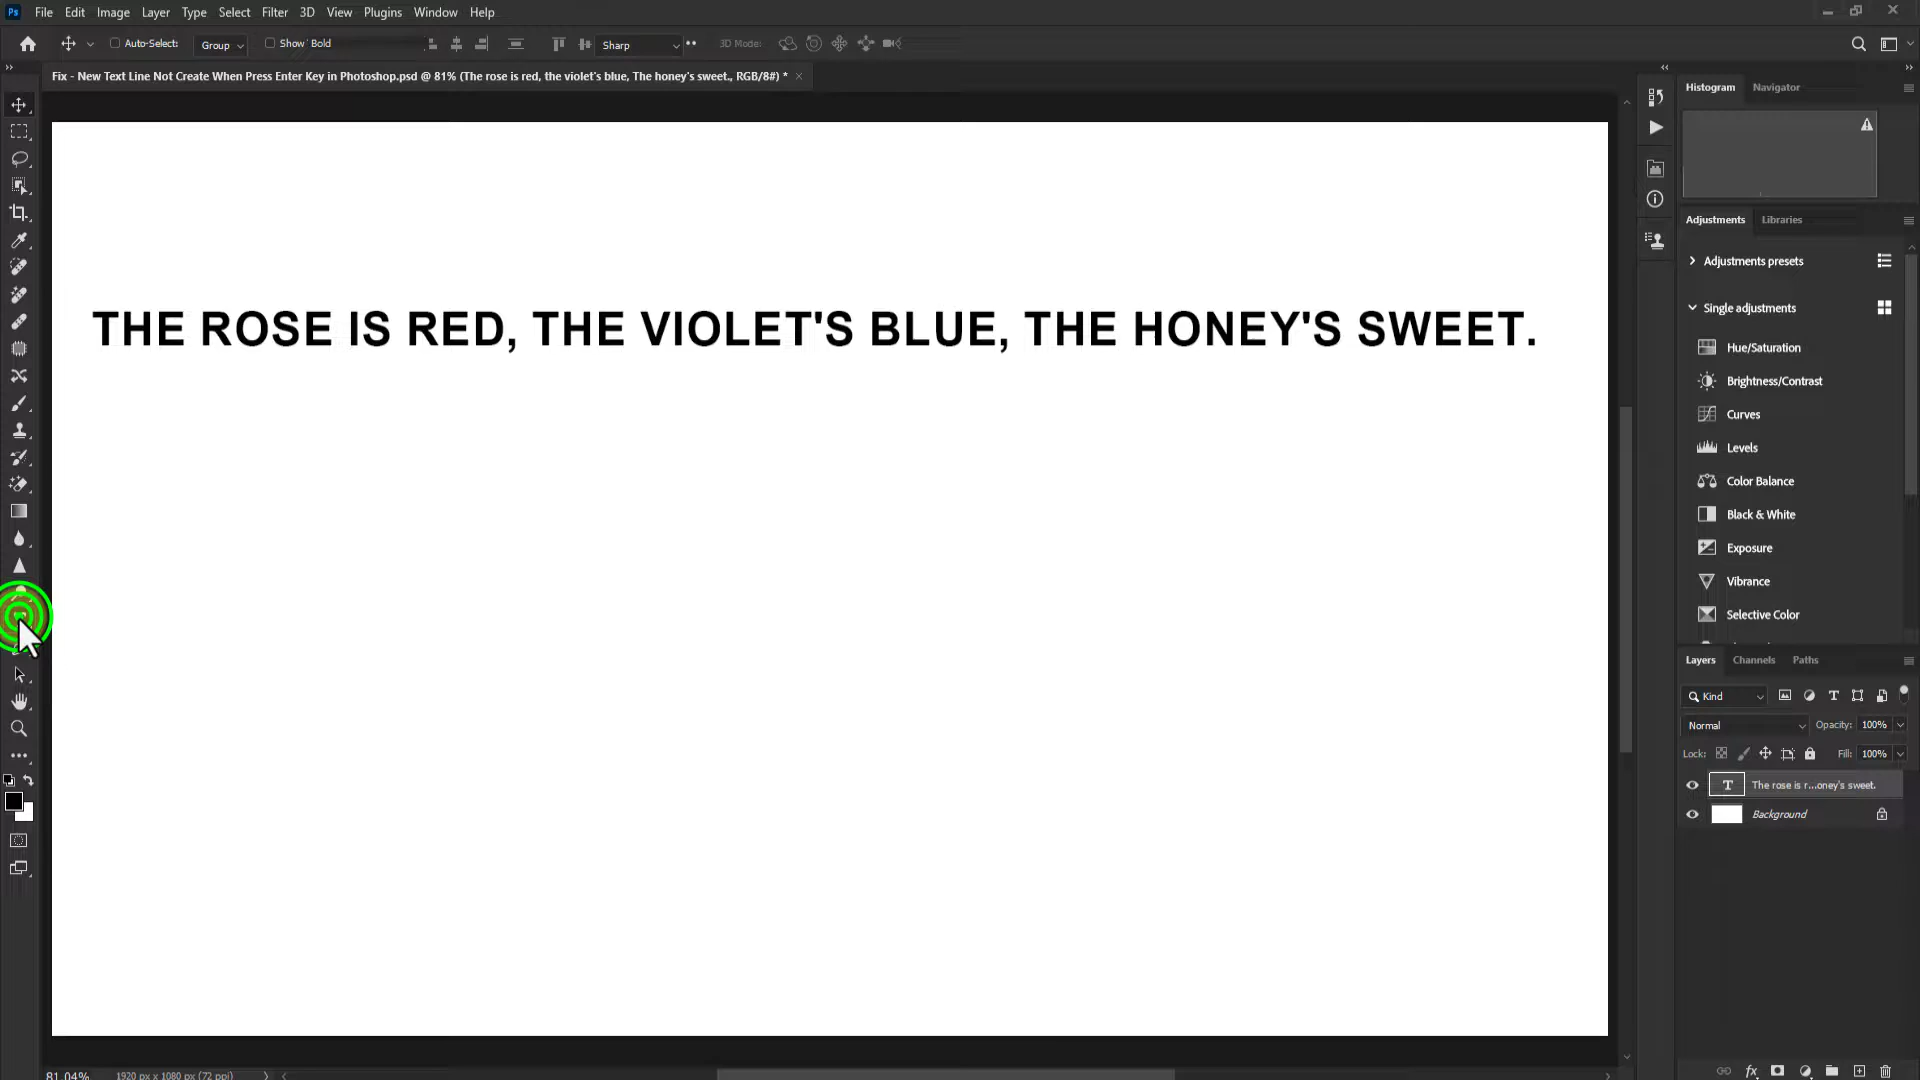 Ps File Edit Image Layer Type Select Filter 3D View Plugins Window Help
Auto-Select: Group Show Bold Sharp 3D Mode:
Fix - New Text Line Not Create When Press Enter Key in Photoshop.psd @ 81% (The rose is red, the violet's blue, The honey's sweet., RGB/8#) *
Histogram Navigator
Adjustments Libraries
Adjustments presets
Single adjustments
THE ROSE IS RED, THE VIOLET'S BLUE, THE HONEY'S SWEET.
Hue/Saturation
Brightness/Contrast
Curves
Levels
Color Balance
Black & White
Exposure
Vibrance
Selective Color
Layers Channels Paths
Kind
Normal Opacity: 100%
Lock: Fill: 100%
The rose is r...oney's sweet.
Background
81.04% 1920 px x 1080 px (72 ppi)